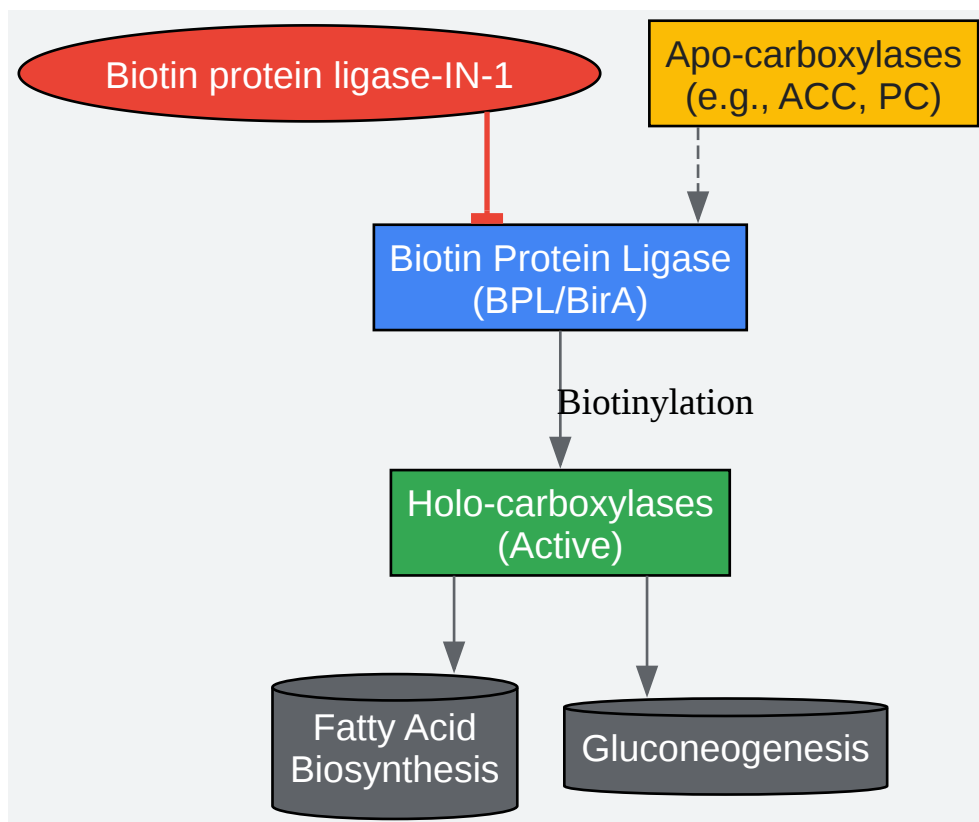 Biotin protein ligase-IN-1
Apo-carboxylases
(e.g., ACC, PC)
Biotin Protein Ligase
(BPL/BirA)
Biotinylation
Holo-carboxylases
(Active)
Fatty Acid
Biosynthesis
Gluconeogenesis